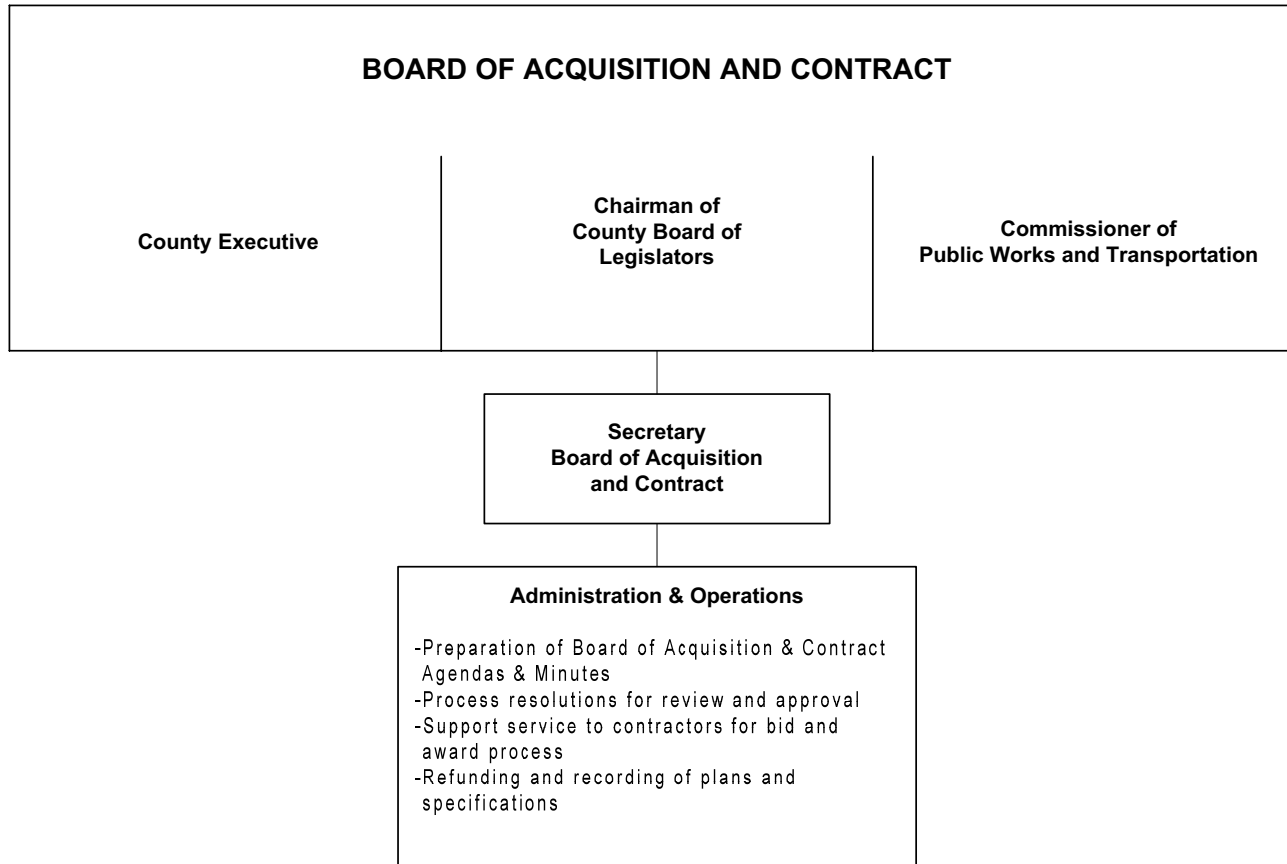 BOARD OF ACQUISITION AND CONTRACT
County Executive
Chairman of
County Board of
Legislators
Commissioner of
Public Works and Transportation
Secretary
Board of Acquisition
and Contract
Administration & Operations
-Preparation of Board of Acquisition & Contract
Agendas & Minutes
-Process resolutions for review and approval
-Support service to contractors for bid and
award process
-Refunding and recording of plans and
specifications